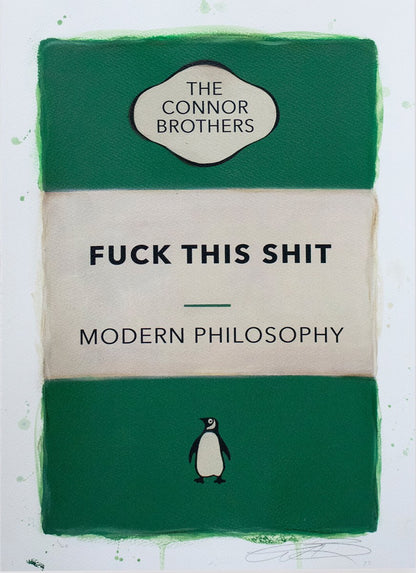 THE
CONNOR
BROTHERS
FUCK THIS SHIT
MODERN PHILOSOPHY